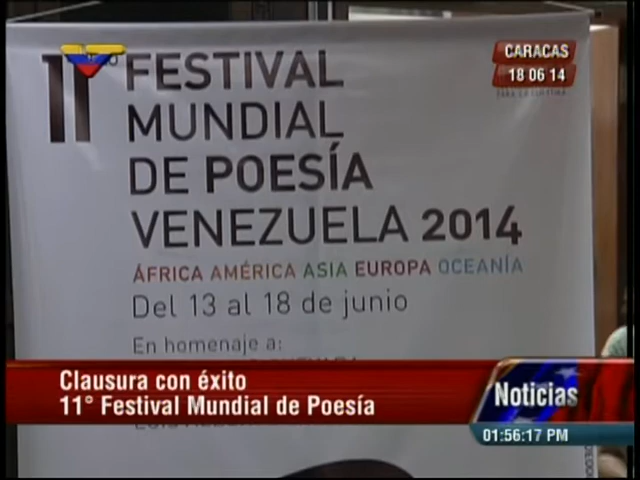 CARACAS
18 06 14
11
FESTIVAL
MUNDIAL
DE POESÍA
VENEZUELA 2014
ÁFRICA AMÉRICA ASIA EUROPA OCEANÍA
Del 13 al 18 de junio
En homenaje a:
Clausura con éxito
11° Festival Mundial de Poesía
Noticias
01:56:17 PM